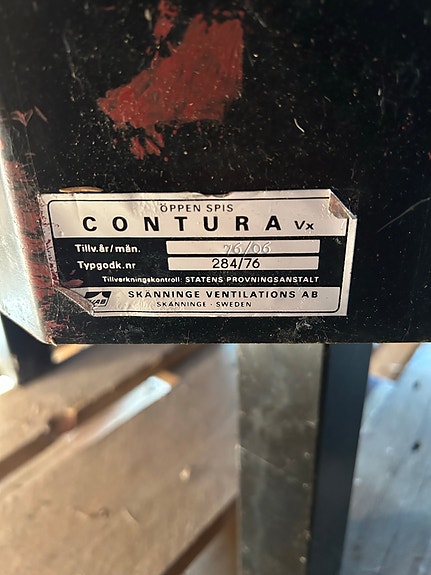 ÖPPEN SPIS
CONTURA Vx
Tillv.år/mån. 76/06
Typgodk.nr 284/76
Tillverkningskontroll: STATENS PROVNINGSANSTALT
SKÄNNINGE VENTILATIONS AB
SKÄNNINGE · SWEDEN